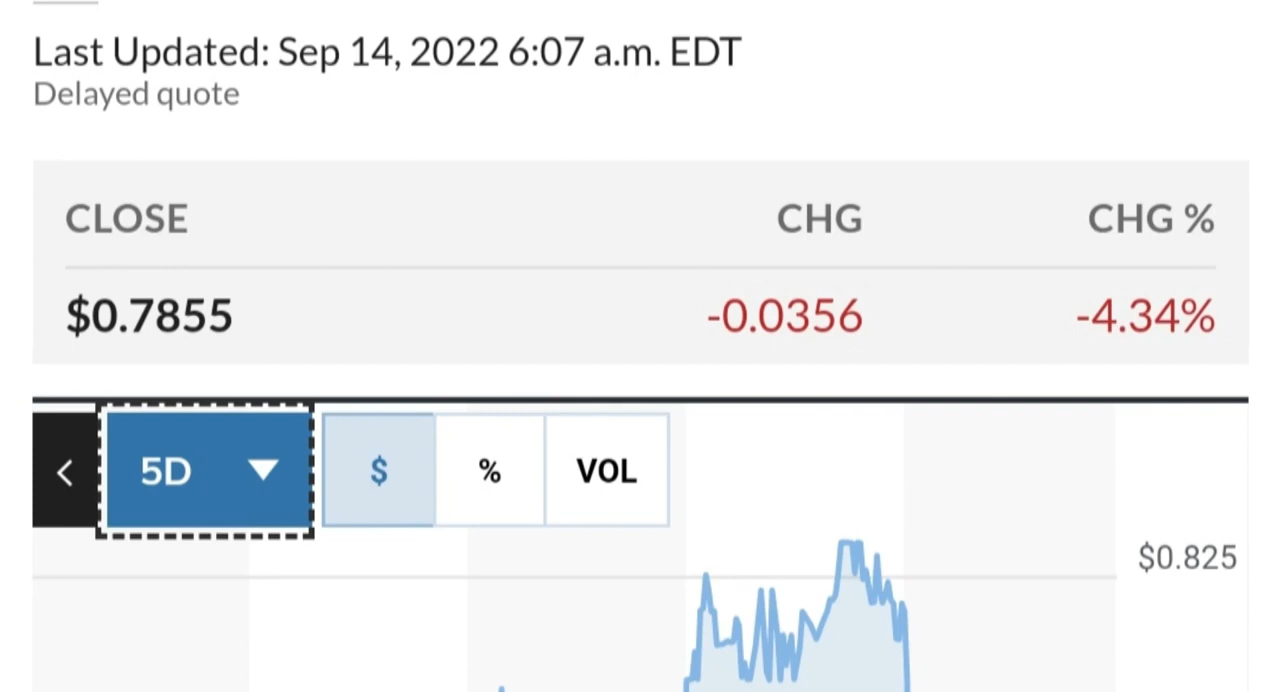 Last Updated: Sep 14, 2022 6:07 a.m. EDT
Delayed quote
CLOSE CHG CHG %
$0.7855 -0.0356 -4.34%
5D $ % VOL
$0.825